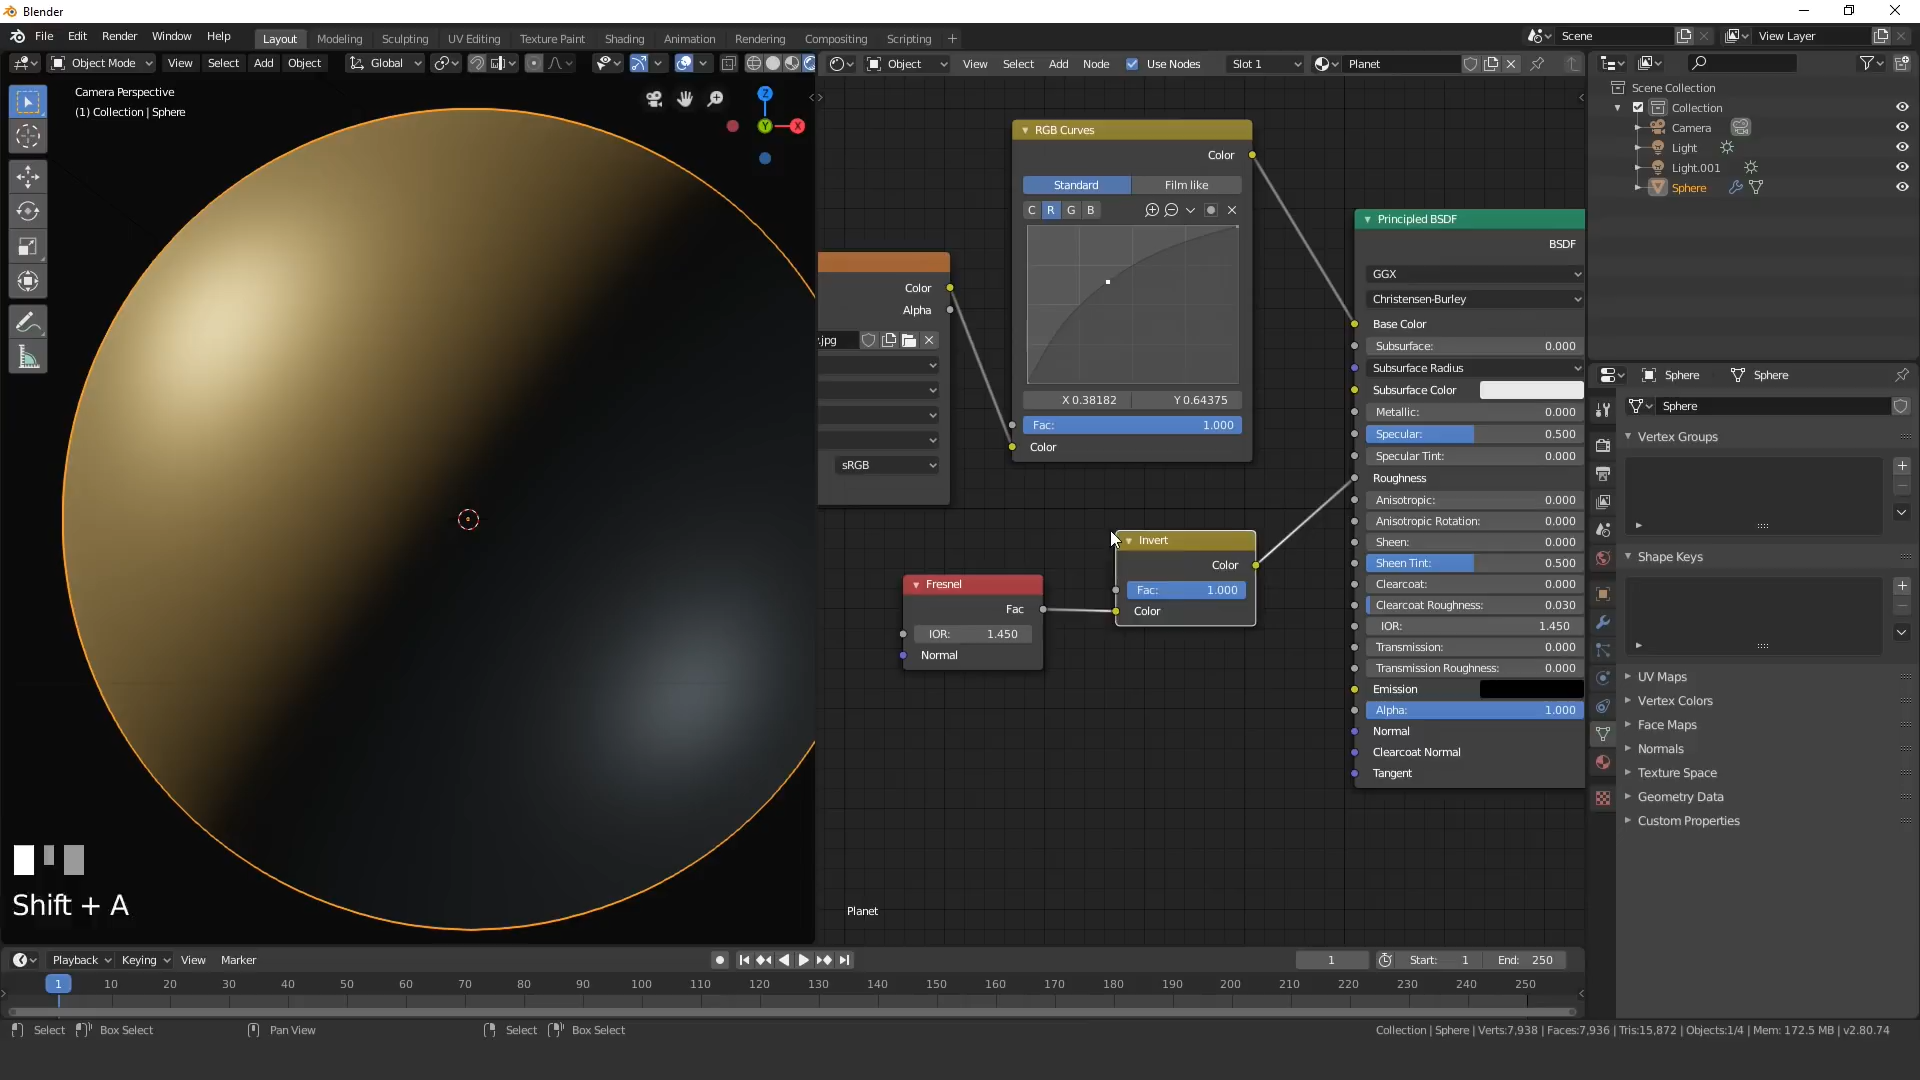 Blender
File Edit Render Window Help
Layout Modeling Sculpting UV Editing Texture Paint Shading Animation Rendering Compositing Scripting +
Scene
View Layer
Object Mode View Select Add Object Global
Object View Select Add Node Use Nodes Slot 1 Planet
Camera Perspective
(1) Collection | Sphere
Z
Y
X
RGB Curves
Color
Standard Film like
C R G B
X 0.38182 Y 0.64375
Fac: 1.000
Color
Color
Alpha
.jpg
sRGB
Fresnel
Fac
IOR: 1.450
Normal
Invert
Color
Fac: 1.000
Color
Principled BSDF
BSDF
GGX
Christensen-Burley
Base Color
Subsurface: 0.000
Subsurface Radius
Subsurface Color
Metallic: 0.000
Specular: 0.500
Specular Tint: 0.000
Roughness
Anisotropic: 0.000
Anisotropic Rotation: 0.000
Sheen: 0.000
Sheen Tint: 0.500
Clearcoat: 0.000
Clearcoat Roughness: 0.030
IOR: 1.450
Transmission: 0.000
Transmission Roughness: 0.000
Emission
Alpha: 1.000
Normal
Clearcoat Normal
Tangent
Planet
Shift + A
Scene Collection
Collection
Camera
Light
Light.001
Sphere
Sphere Sphere
Sphere
Vertex Groups
Shape Keys
UV Maps
Vertex Colors
Face Maps
Normals
Texture Space
Geometry Data
Custom Properties
Playback Keying View Marker
1 Start: 1 End: 250
1 10 20 30 40 50 60 70 80 90 100 110 120 130 140 150 160 170 180 190 200 210 220 230 240 250
Select Box Select Pan View Select Box Select
Collection | Sphere | Verts:7,938 | Faces:7,936 | Tris:15,872 | Objects:1/4 | Mem: 172.5 MB | v2.80.74